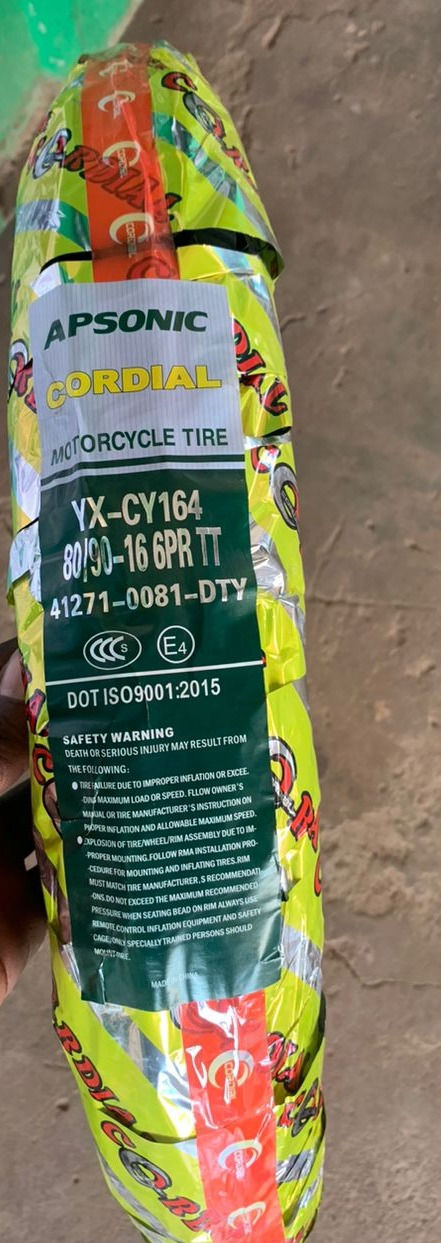 APSONIC
CORDIAL
MOTORCYCLE TIRE
YX-CY164
80/90-16 6PR TT
41271-0081-DTY
CCC S E4
DOT ISO9001:2015
SAFETY WARNING
DEATH OR SERIOUS INJURY MAY RESULT FROM
THE FOLLOWING:
● TIRE FAILURE DUE TO IMPROPER INFLATION OR EXCEE.
-DING MAXIMUM LOAD OR SPEED. FLLOW OWNER'S
MANUAL OR TIRE MANUFACTURER'S INSTRUCTION ON
PROPER INFLATION AND ALLOWABLE MAXIMUM SPEED.
● EXPLOSION OF TIRE/WHEEL/RIM ASSEMBLY DUE TO IM-
-PROPER MOUNTING. FOLLOW RMA INSTALLATION PRO-
-CEDURE FOR MOUNTING AND INFLATING TIRES.RIM
MUST MATCH TIRE MANUFACTURER,S RECOMMENDATI
-ONS.DO NOT EXCEED THE MAXIMUM RECOMMENDED
PRESSURE WHEN SEATING BEAD ON RIM ALWAYS USE
REMOTE,CONTROL INFLATION EQUIPMENT AND SAFETY
CAGE, ONLY SPECIALLY TRAINED PERSONS SHOULD
MOUNT TIRE.
MADE IN CHINA